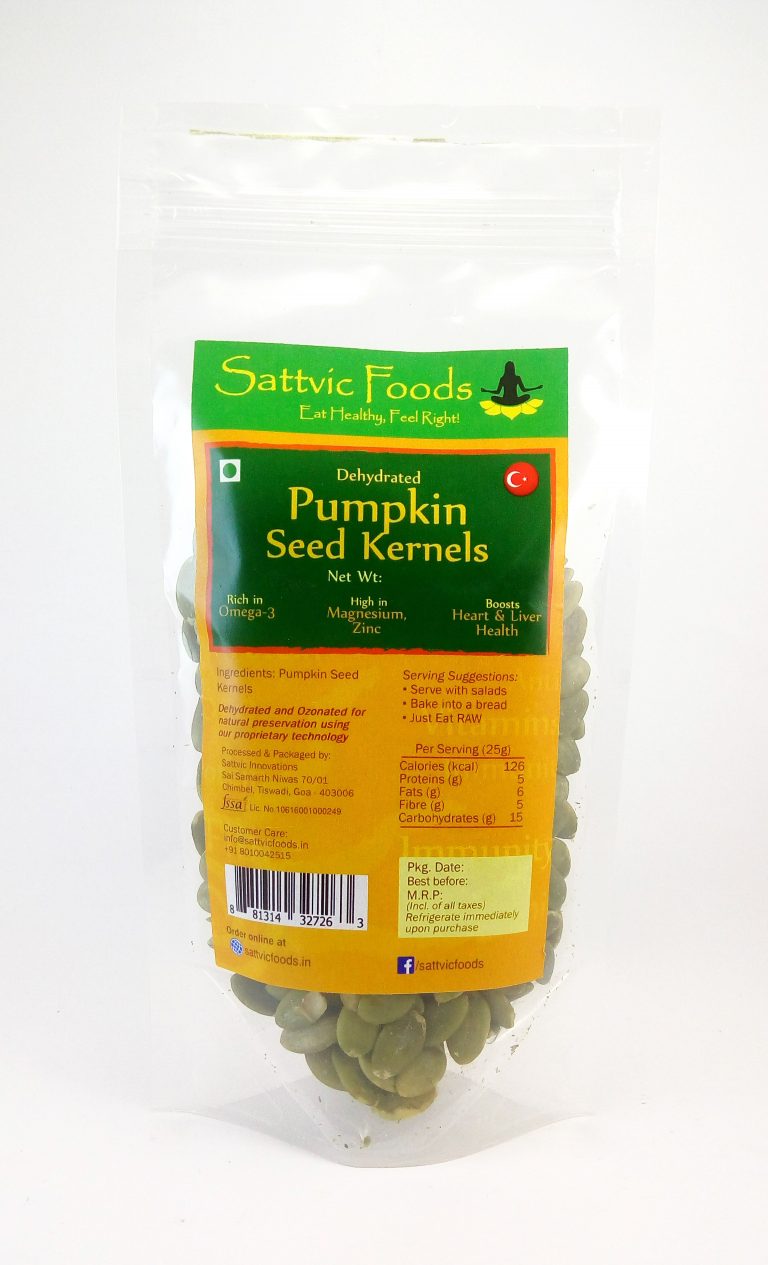 Sattvic Foods
Eat Healthy, Feel Right!
Dehydrated
Pumpkin
Seed Kernels
Net Wt:
Rich in
Omega-3
High in
Magnesium,
Zinc
Boosts
Heart & Liver
Health
Ingredients: Pumpkin Seed
Kernels
Dehydrated and Ozonated for
natural preservation using
our proprietary technology
Processed & Packaged by:
Sattvic Innovations
Sai Samarth Niwas 70/01
Chimbel, Tiswadi, Goa - 403006
fssai Lic. No.10616001000249
Customer Care:
info@sattvicfoods.in
+91 8010042515
8 81314 32726 3
Order online at
sattvicfoods.in
Serving Suggestions:
• Serve with salads
• Bake into a bread
• Just Eat RAW
Vitamins
Per Serving (25g)
Calories (kcal) 126
Proteins (g) 5
Fats (g) 6
Fibre (g) 5
Carbohydrates (g) 15
Immunity
Pkg. Date:
Best before:
M.R.P:
(Incl. of all taxes)
Refrigerate immediately
upon purchase
/sattvicfoods